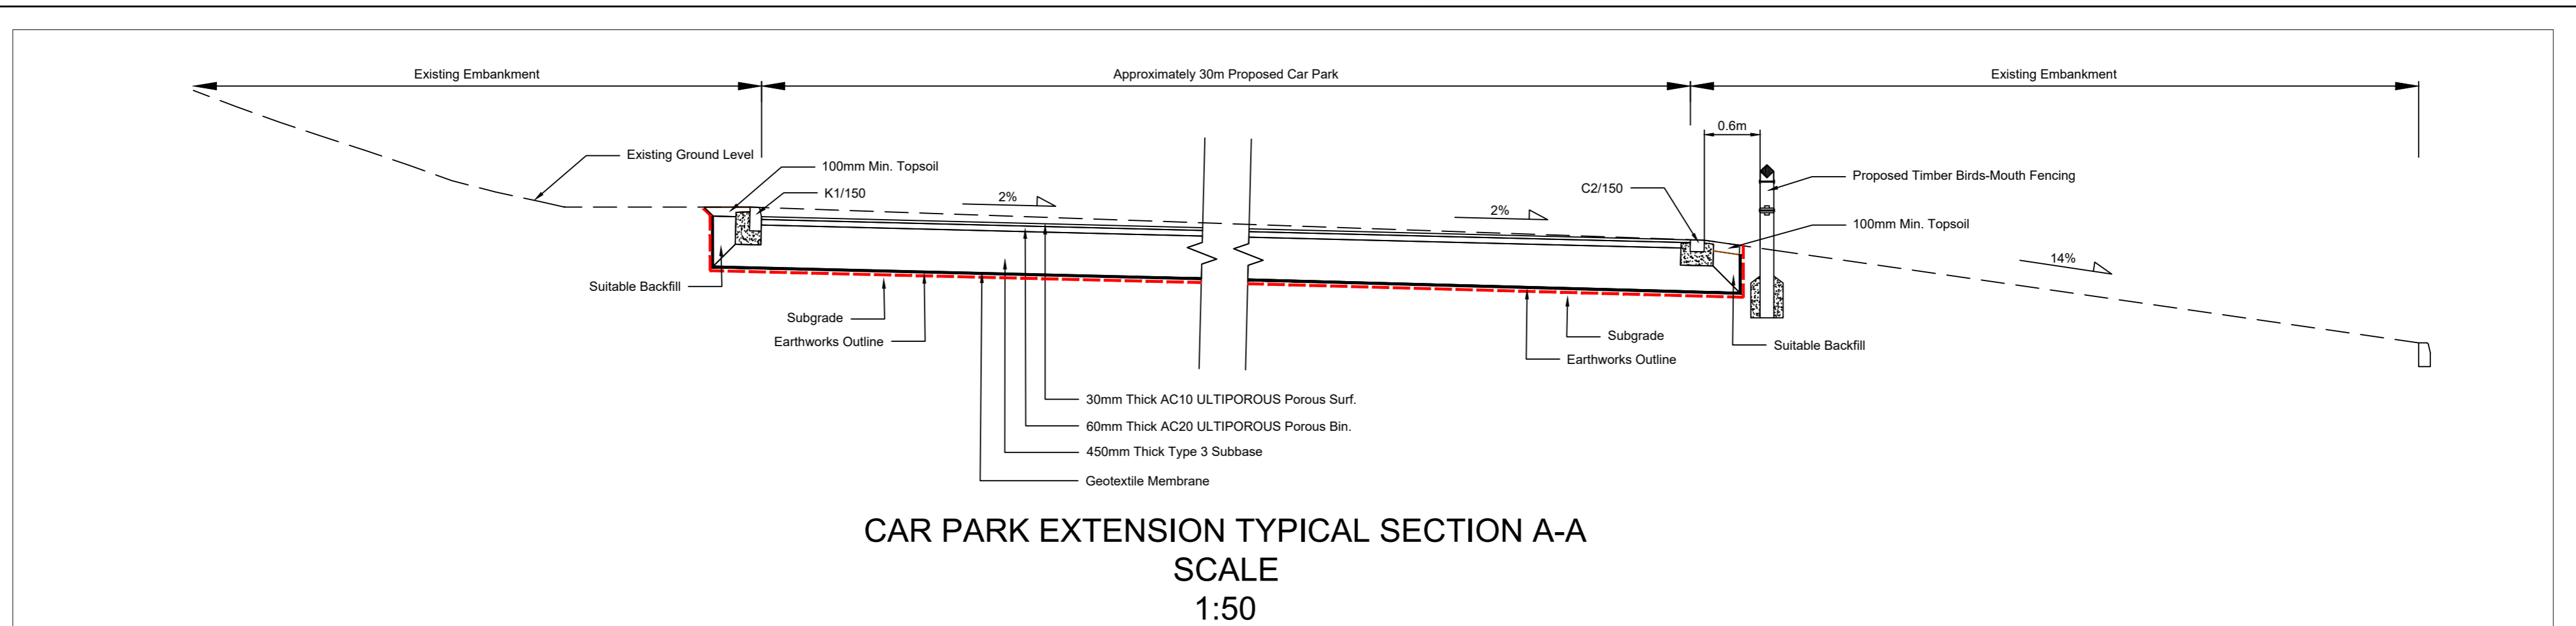 Existing Embankment
Approximately 30m Proposed Car Park
Existing Embankment
0.6m
Existing Ground Level
100mm Min. Topsoil
K1/150
2%
2%
C2/150
Proposed Timber Birds-Mouth Fencing
100mm Min. Topsoil
14%
Suitable Backfill
Subgrade
Earthworks Outline
Subgrade
Earthworks Outline
Suitable Backfill
30mm Thick AC10 ULTIPOROUS Porous Surf.
60mm Thick AC20 ULTIPOROUS Porous Bin.
450mm Thick Type 3 Subbase
Geotextile Membrane
CAR PARK EXTENSION TYPICAL SECTION A-A
SCALE
1:50